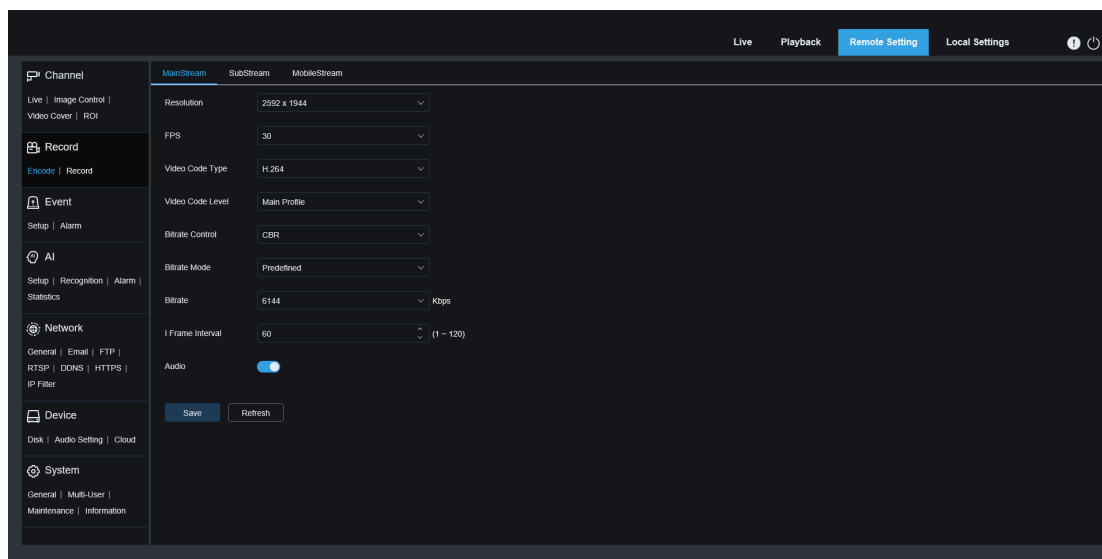 Live Playback Remote Setting Local Settings
Channel
Live | Image Control |
Video Cover | ROI
Record
Encode | Record
Event
Setup | Alarm
AI
Setup | Recognition | Alarm |
Statistics
Network
General | Email | FTP |
RTSP | DDNS | HTTPS |
IP Filter
Device
Disk | Audio Setting | Cloud
System
General | Multi-User |
Maintenance | Information
MainStream SubStream MobileStream
Resolution 2592 x 1944
FPS 30
Video Code Type H.264
Video Code Level Main Profile
Bitrate Control CBR
Bitrate Mode Predefined
Bitrate 6144 Kbps
I Frame Interval 60 (1 ~ 120)
Audio
Save Refresh